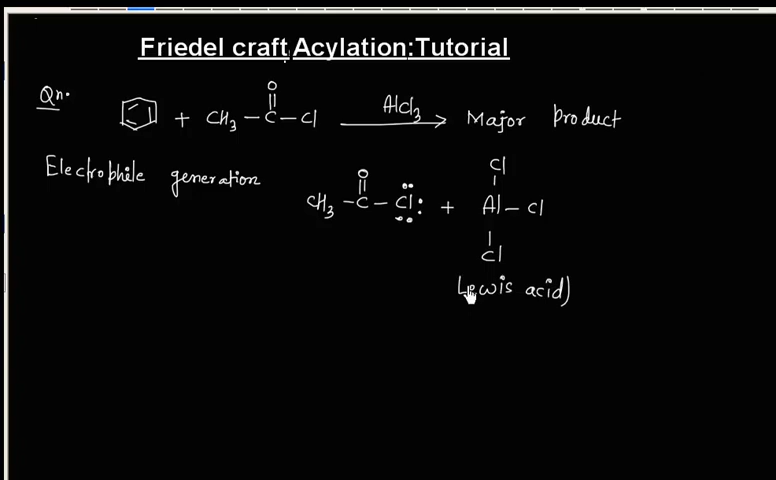 Friedel craft Acylation:Tutorial
Qn.
O
CH3 - C - Cl + AlCl3 → Major product
Electrophile generation
O Cl
CH3 - C - Cl: + Al - Cl
Cl
Lewis acid)